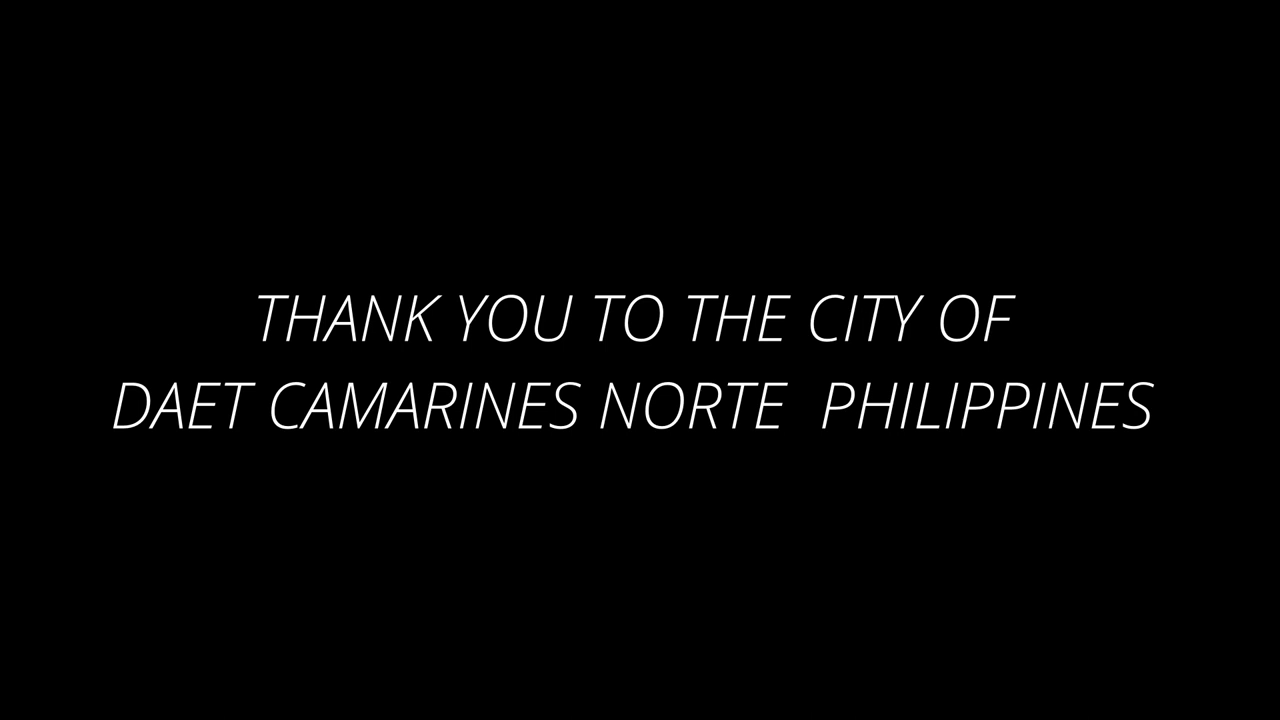 THANK YOU TO THE CITY OF
DAET CAMARINES NORTE  PHILIPPINES